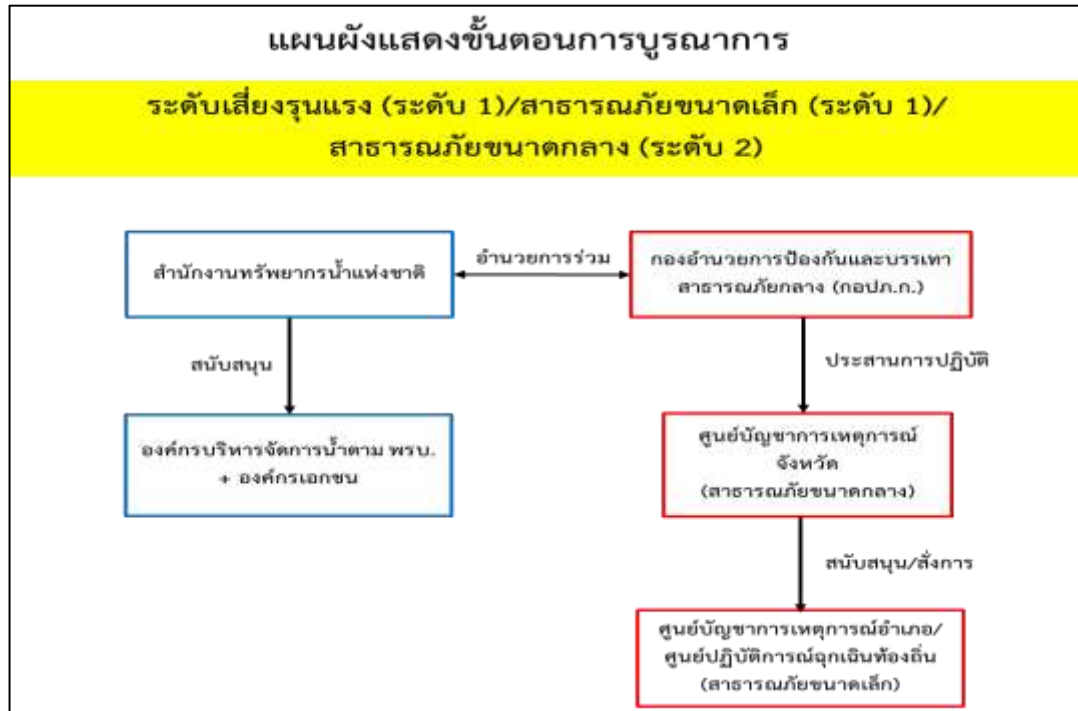 แผนผังแสดงขั้นตอนการบูรณาการ
ระดับเสี่ยงรุนแรง (ระดับ 1)/สาธารณภัยขนาดเล็ก (ระดับ 1)/
สาธารณภัยขนาดกลาง (ระดับ 2)
สำนักงานทรัพยากรน้ำแห่งชาติ
อำนวยการร่วม
กองอำนวยการป้องกันและบรรเทา
สาธารณภัยกลาง (กอปภ.ก.)
สนับสนุน
ประสานการปฏิบัติ
องค์กรบริหารจัดการน้ำตาม พรบ.
+ องค์กรเอกชน
ศูนย์บัญชาการเหตุการณ์
จังหวัด
(สาธารณภัยขนาดกลาง)
สนับสนุน/สั่งการ
ศูนย์บัญชาการเหตุการณ์อำเภอ/
ศูนย์ปฏิบัติการณ์ฉุกเฉินท้องถิ่น
(สาธารณภัยขนาดเล็ก)